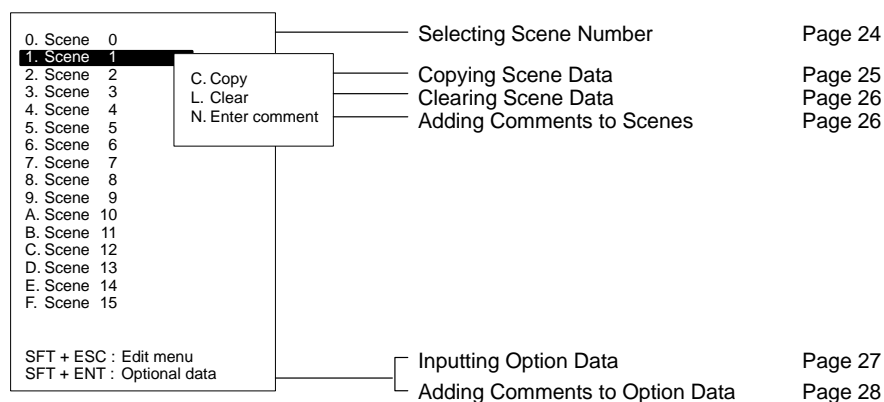 0. Scene 0
1. Scene 1
2. Scene 2
3. Scene 3
4. Scene 4
5. Scene 5
6. Scene 6
7. Scene 7
8. Scene 8
9. Scene 9
A. Scene 10
B. Scene 11
C. Scene 12
D. Scene 13
E. Scene 14
F. Scene 15
SFT + ESC : Edit menu
SFT + ENT : Optional data
C. Copy
L. Clear
N. Enter comment
Selecting Scene Number Page 24
Copying Scene Data Page 25
Clearing Scene Data Page 26
Adding Comments to Scenes Page 26
Inputting Option Data Page 27
Adding Comments to Option Data Page 28